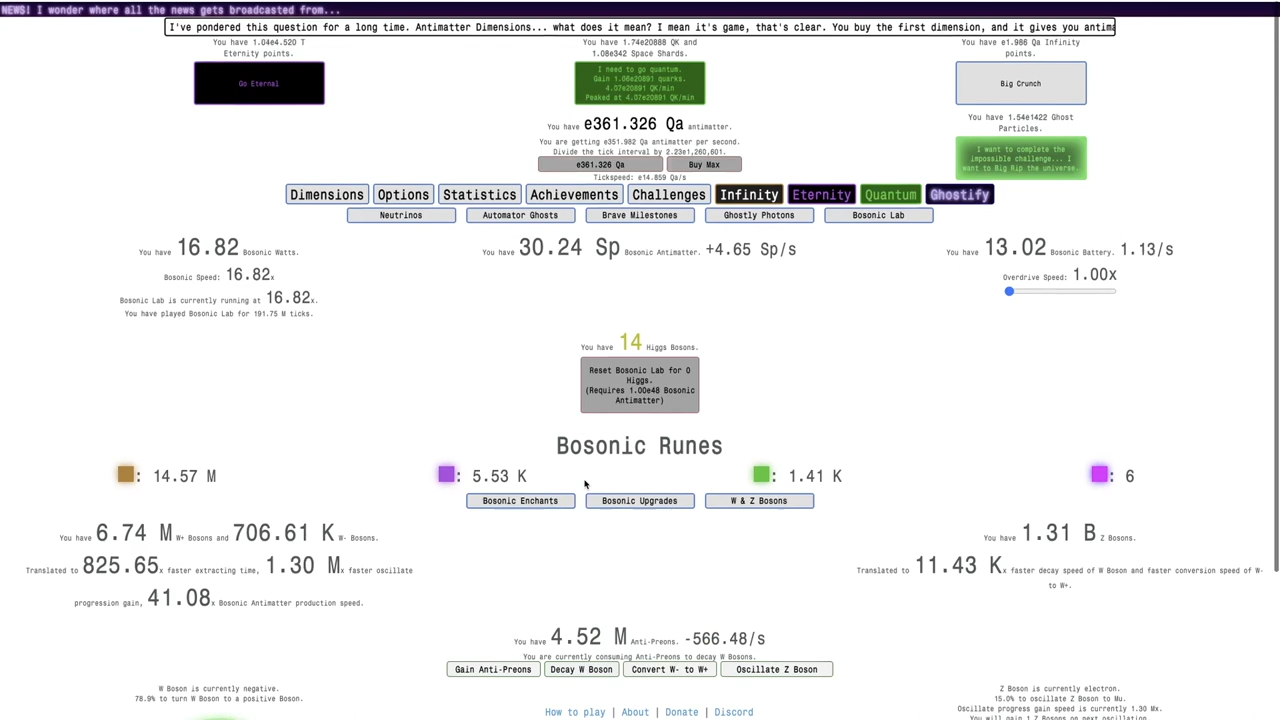 NEWS! I wonder where all the news gets broadcasted from...
I've pondered this question for a long time. Antimatter Dimensions... what does it mean? I mean it's game, that's clear. You buy the first dimension, and it gives you antima
You have 1.04e4.520 T
Eternity points.
Go Eternal
You have 1.74e20888 QK and
1.08e342 Space Shards.
I need to go quantum.
Gain 1.06e20891 quarks.
4.07e20891 QK/min
Peaked at 4.07e20891 QK/min
You have e1.986 Qa Infinity
points.
Big Crunch
You have e361.326 Qa antimatter.
You are getting e351.982 Qa antimatter per second.
Divide the tick interval by 2.23e1,260,601.
e361.326 Qa
Buy Max
Tickspeed: e14.859 Qa/s
You have 1.54e1422 Ghost
Particles.
I want to complete the
impossible challenge... I
want to Big Rip the universe.
Dimensions Options Statistics Achievements Challenges Infinity Eternity Quantum Ghostify
Neutrinos Automator Ghosts Brave Milestones Ghostly Photons Bosonic Lab
You have 16.82 Bosonic Watts.
Bosonic Speed: 16.82x
Bosonic Lab is currently running at 16.82x.
You have played Bosonic Lab for 191.75 M ticks.
You have 30.24 Sp Bosonic Antimatter. +4.65 Sp/s
You have 13.02 Bosonic Battery. 1.13/s
Overdrive Speed: 1.00x
You have 14 Higgs Bosons.
Reset Bosonic Lab for 0
Higgs.
(Requires 1.00e48 Bosonic
Antimatter)
Bosonic Runes
: 14.57 M
: 5.53 K
: 1.41 K
: 6
Bosonic Enchants Bosonic Upgrades W & Z Bosons
You have 6.74 M W+ Bosons and 706.61 K W- Bosons.
Translated to 825.65x faster extracting time, 1.30 Mx faster oscillate
progression gain, 41.08x Bosonic Antimatter production speed.
You have 1.31 B Z Bosons.
Translated to 11.43 Kx faster decay speed of W Boson and faster conversion speed of W-
to W+.
You have 4.52 M Anti-Preons. -566.48/s
You are currently consuming Anti-Preons to decay W Bosons.
Gain Anti-Preons Decay W Boson Convert W- to W+ Oscillate Z Boson
W Boson is currently negative.
78.9% to turn W Boson to a positive Boson.
Z Boson is currently electron.
15.0% to oscillate Z Boson to Mu.
Oscillate progress gain speed is currently 1.30 Mx.
You will gain 1 Z Bosons on next oscillation.
How to play | About | Donate | Discord